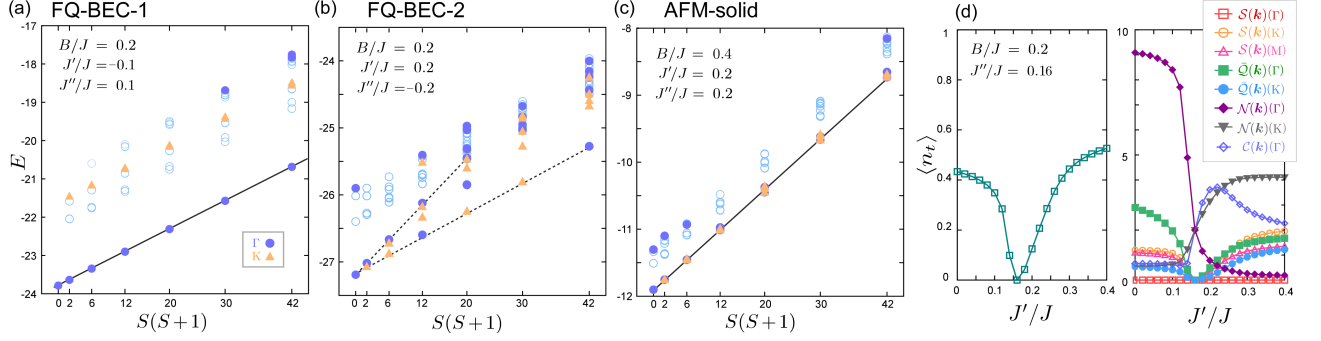 (a) FQ-BEC-1
B/J = 0.2
J′/J =−0.1
J″/J = 0.1
E
-17
-18
-19
-20
-21
-22
-23
-24
Γ
K
0 2 6 12 20 30 42
S(S+1)
(b) FQ-BEC-2
B/J = 0.2
J′/J = 0.2
J″/J =−0.2
-24
-25
-26
-27
0 2 6 12 20 30 42
S(S+1)
(c) AFM-solid
B/J = 0.4
J′/J = 0.2
J″/J = 0.2
-8
-9
-10
-11
-12
0 2 6 12 20 30 42
S(S+1)
(d)
B/J = 0.2
J″/J = 0.16
⟨n_t⟩
1
0.8
0.6
0.4
0.2
0
0.0 0.1 0.2 0.3 0.4
J′/J
10
5
0
0.0 0.2 0.4
J′/J
S(k)(Γ)
S(k)(K)
S(k)(M)
Q̄(k)(Γ)
Q̄(k)(K)
N(k)(Γ)
N(k)(K)
C(k)(Γ)